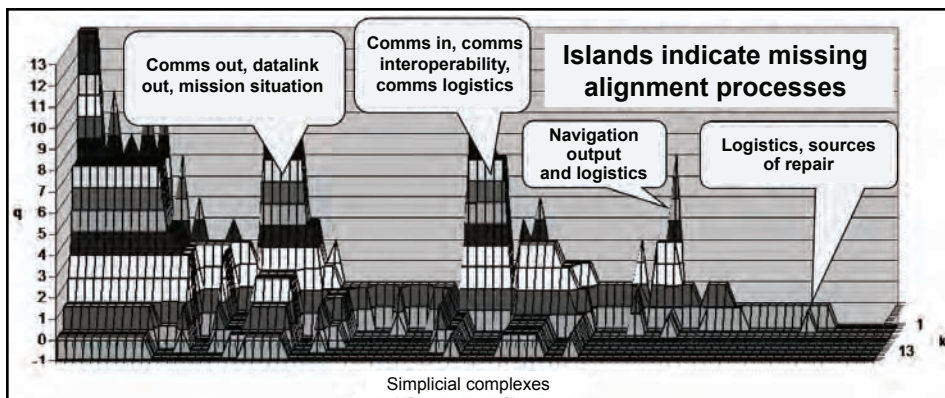 Islands indicate missing
alignment processes
Comms out, datalink
out, mission situation
Comms in, comms
interoperability,
comms logistics
Navigation
output
and logistics
Logistics, sources
of repair
13
12
11
10
9
8
7
6
5
4
3
2
1
0
-1
q
1
13
k
Simplicial complexes